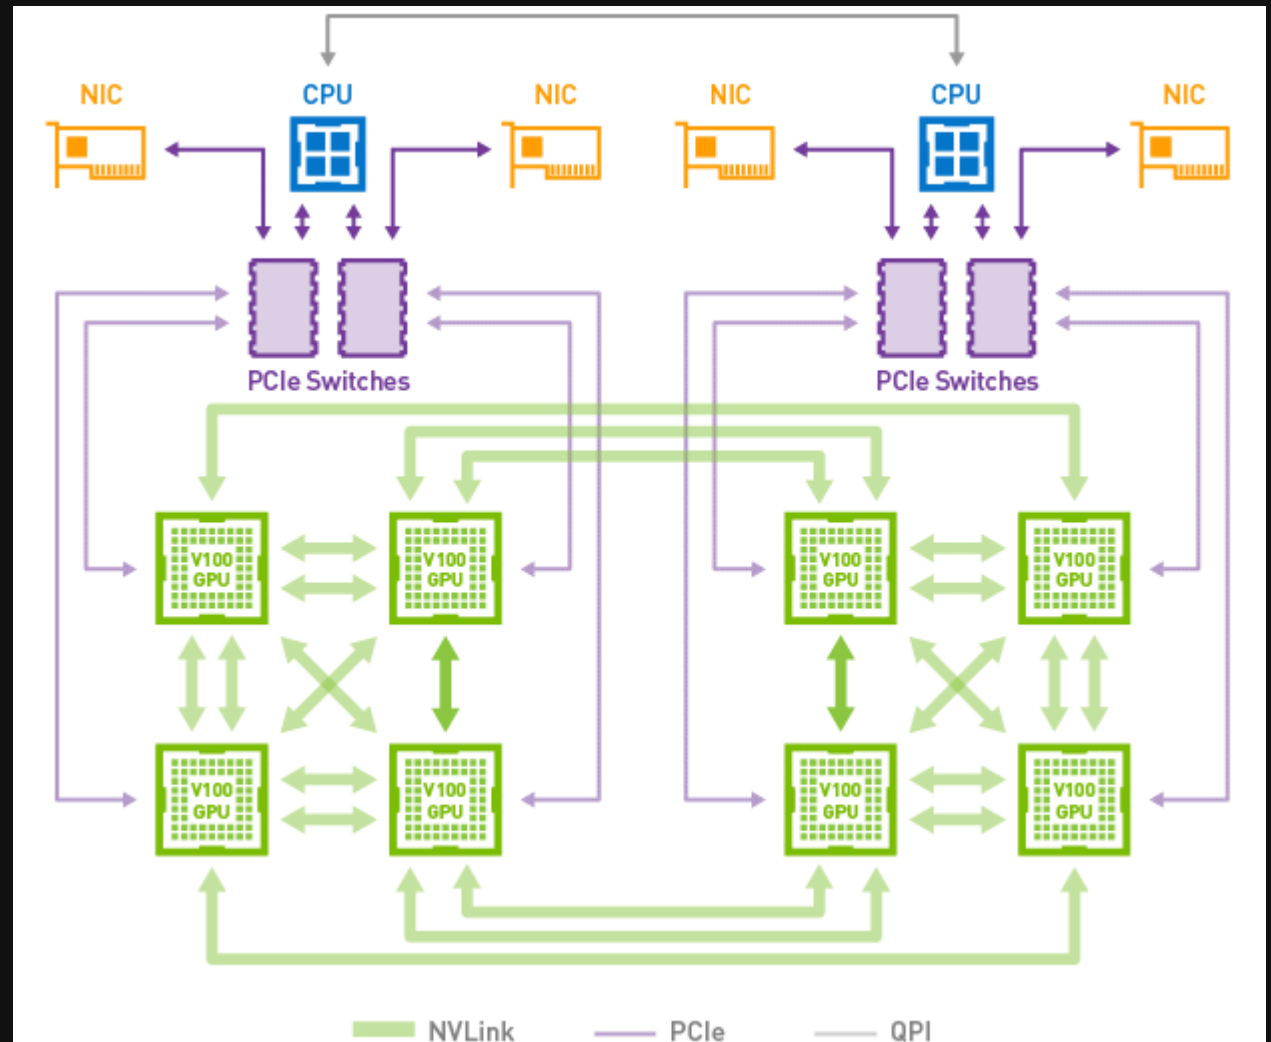 NIC
CPU
NIC
NIC
CPU
NIC
PCIe Switches
PCIe Switches
V100
GPU
V100
GPU
V100
GPU
V100
GPU
V100
GPU
V100
GPU
V100
GPU
V100
GPU
NVLink
PCIe
QPI